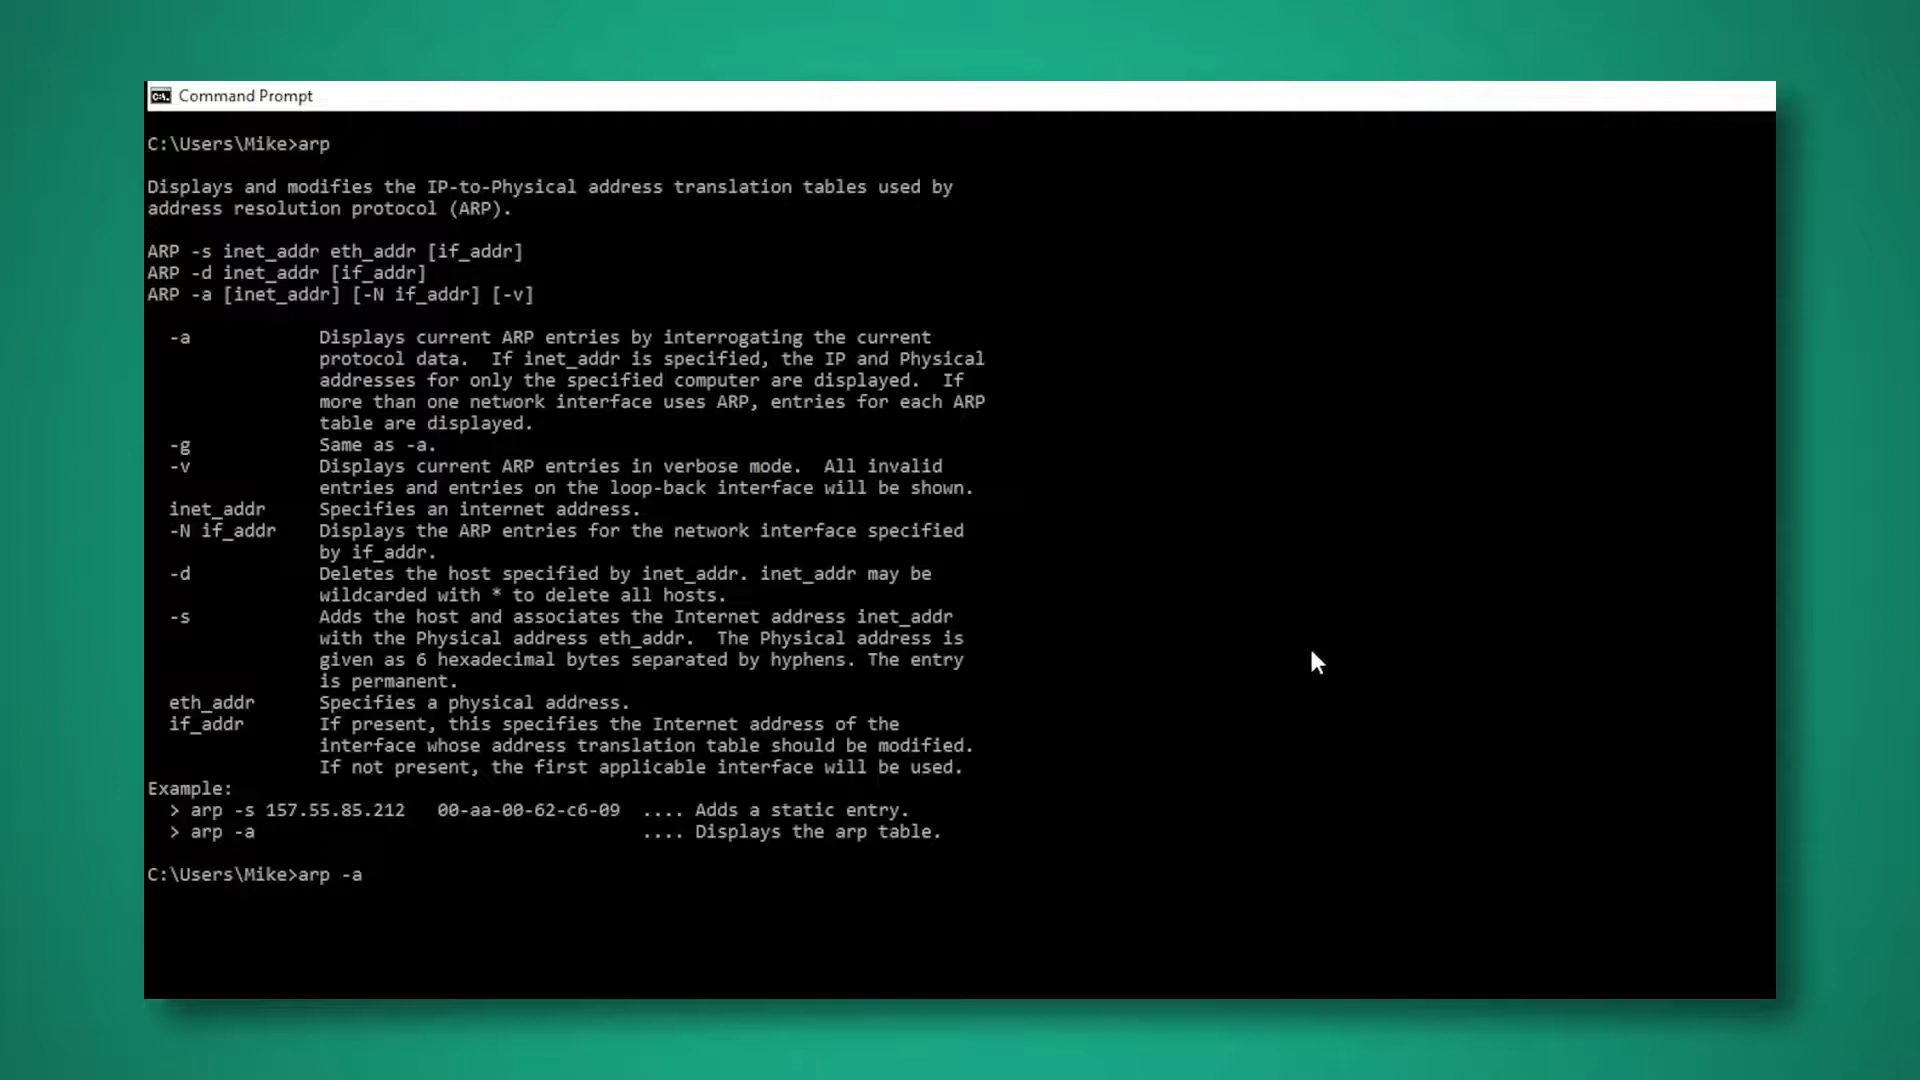 Command Prompt
C:\Users\Mike>arp
Displays and modifies the IP-to-Physical address translation tables used by
address resolution protocol (ARP).
ARP -s inet_addr eth_addr [if_addr]
ARP -d inet_addr [if_addr]
ARP -a [inet_addr] [-N if_addr] [-v]
-a Displays current ARP entries by interrogating the current
protocol data. If inet_addr is specified, the IP and Physical
addresses for only the specified computer are displayed. If
more than one network interface uses ARP, entries for each ARP
table are displayed.
-g Same as -a.
-v Displays current ARP entries in verbose mode. All invalid
entries and entries on the loop-back interface will be shown.
inet_addr Specifies an internet address.
-N if_addr Displays the ARP entries for the network interface specified
by if_addr.
-d Deletes the host specified by inet_addr. inet_addr may be
wildcarded with * to delete all hosts.
-s Adds the host and associates the Internet address inet_addr
with the Physical address eth_addr. The Physical address is
given as 6 hexadecimal bytes separated by hyphens. The entry
is permanent.
eth_addr Specifies a physical address.
if_addr If present, this specifies the Internet address of the
interface whose address translation table should be modified.
If not present, the first applicable interface will be used.
Example:
> arp -s 157.55.85.212 00-aa-00-62-c6-09 .... Adds a static entry.
> arp -a .... Displays the arp table.
C:\Users\Mike>arp -a